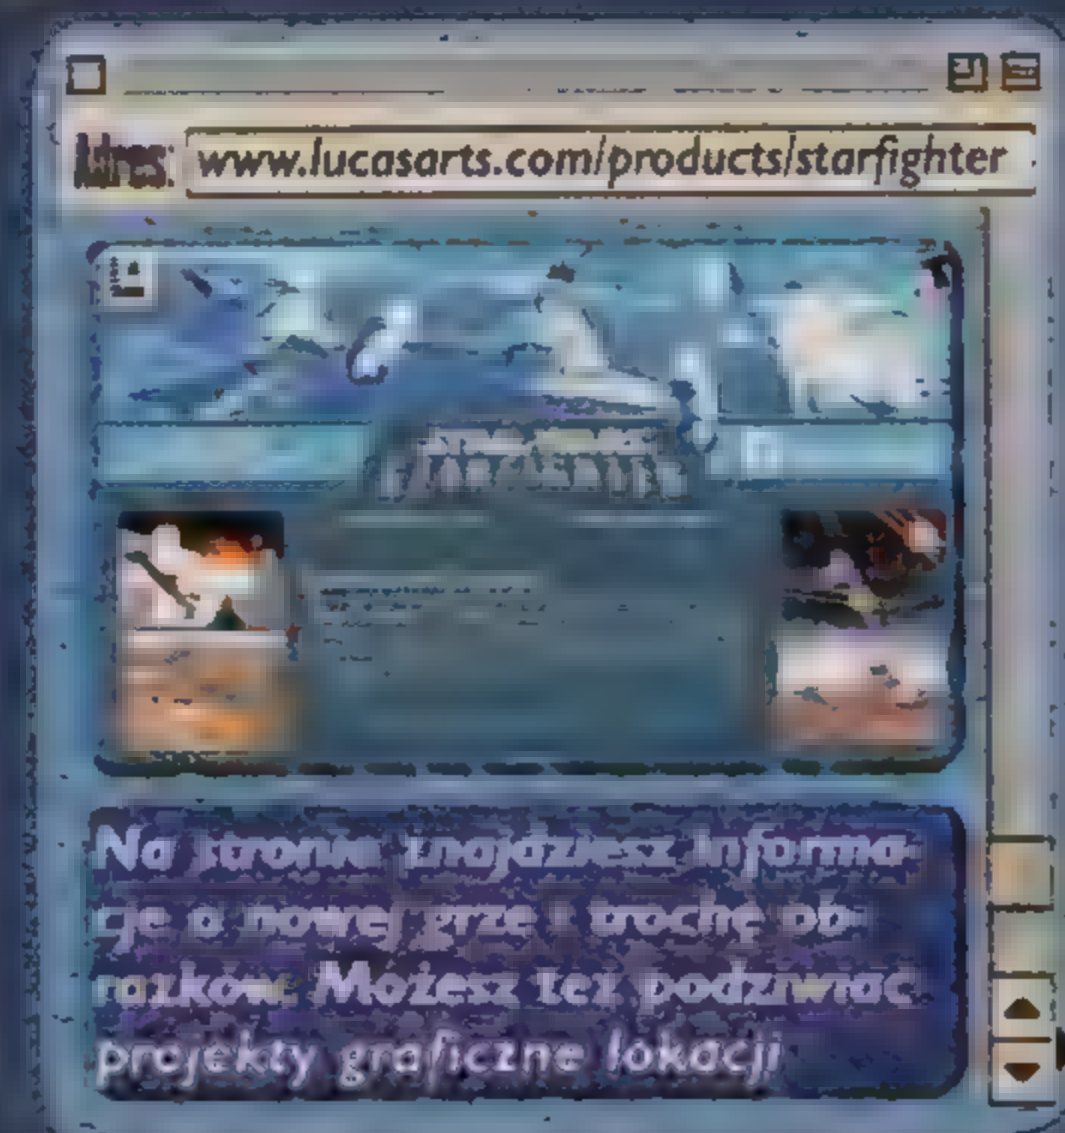 Adres: www.lucasarts.com/products/starfighter
Na stronie znajdziesz informa-
cje o nowej grze i trochę ob-
razków. Możesz też podziwiać
projekty graficzne lokacji